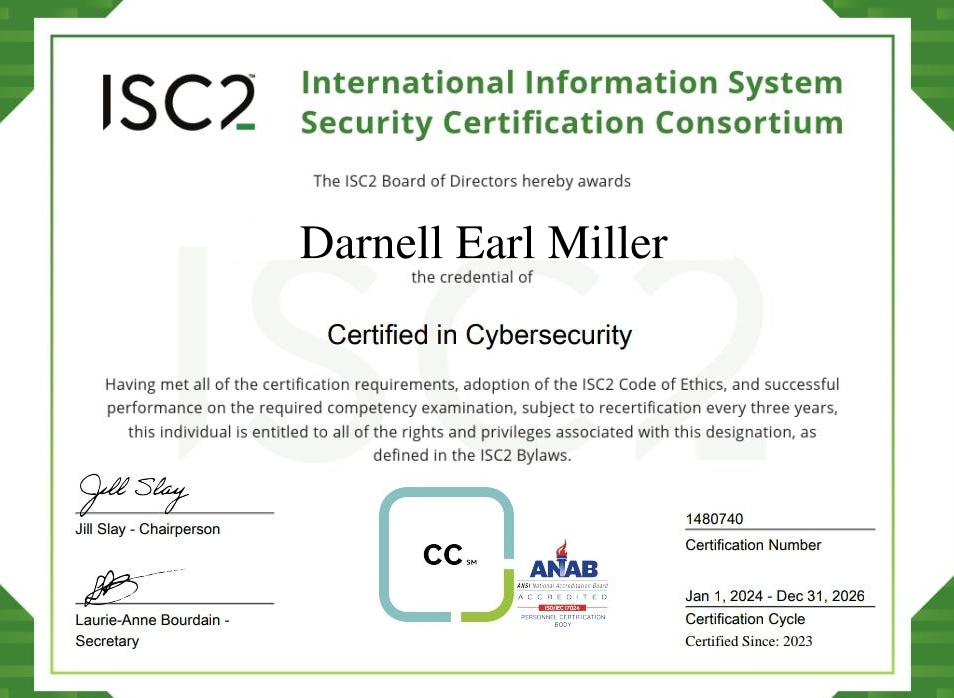 ISC2™
International Information System
Security Certification Consortium
The ISC2 Board of Directors hereby awards
Darnell Earl Miller
the credential of
ISC2
Certified in Cybersecurity
Having met all of the certification requirements, adoption of the ISC2 Code of Ethics, and successful
performance on the required competency examination, subject to recertification every three years,
this individual is entitled to all of the rights and privileges associated with this designation, as
defined in the ISC2 Bylaws.
Jill Slay
Jill Slay - Chairperson
Laurie-Anne Bourdain -
Secretary
CC SM
ANAB
ANSI National Accreditation Board
ACCREDITED
ISO/IEC 17024
PERSONNEL CERTIFICATION
BODY
1480740
Certification Number
Jan 1, 2024 - Dec 31, 2026
Certification Cycle
Certified Since: 2023